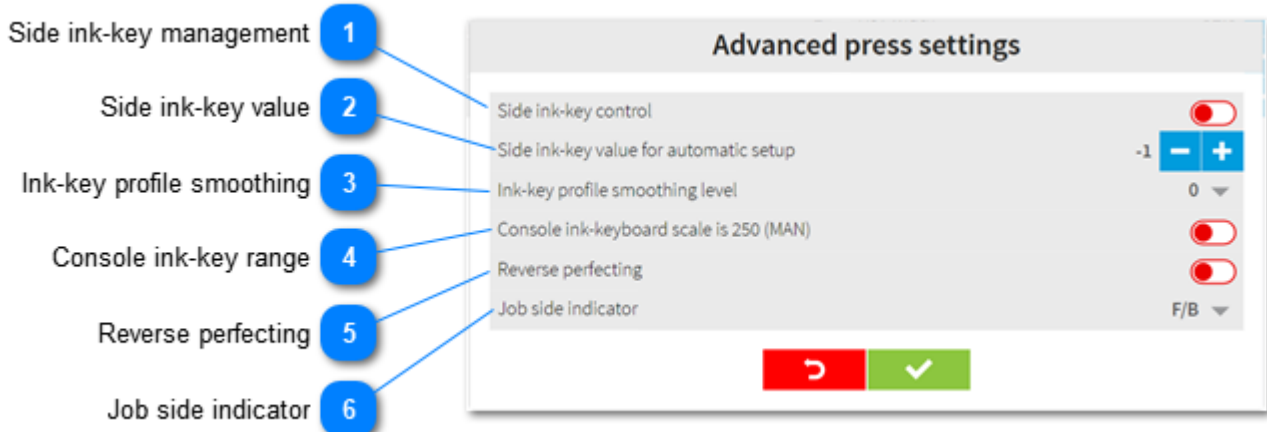 Advanced press settings
Side ink-key management 1
Side ink-key control
Side ink-key value 2
Side ink-key value for automatic setup -1 − +
Ink-key profile smoothing 3
Ink-key profile smoothing level 0
Console ink-key range 4
Console ink-keyboard scale is 250 (MAN)
Reverse perfecting 5
Reverse perfecting
Job side indicator 6
Job side indicator F/B